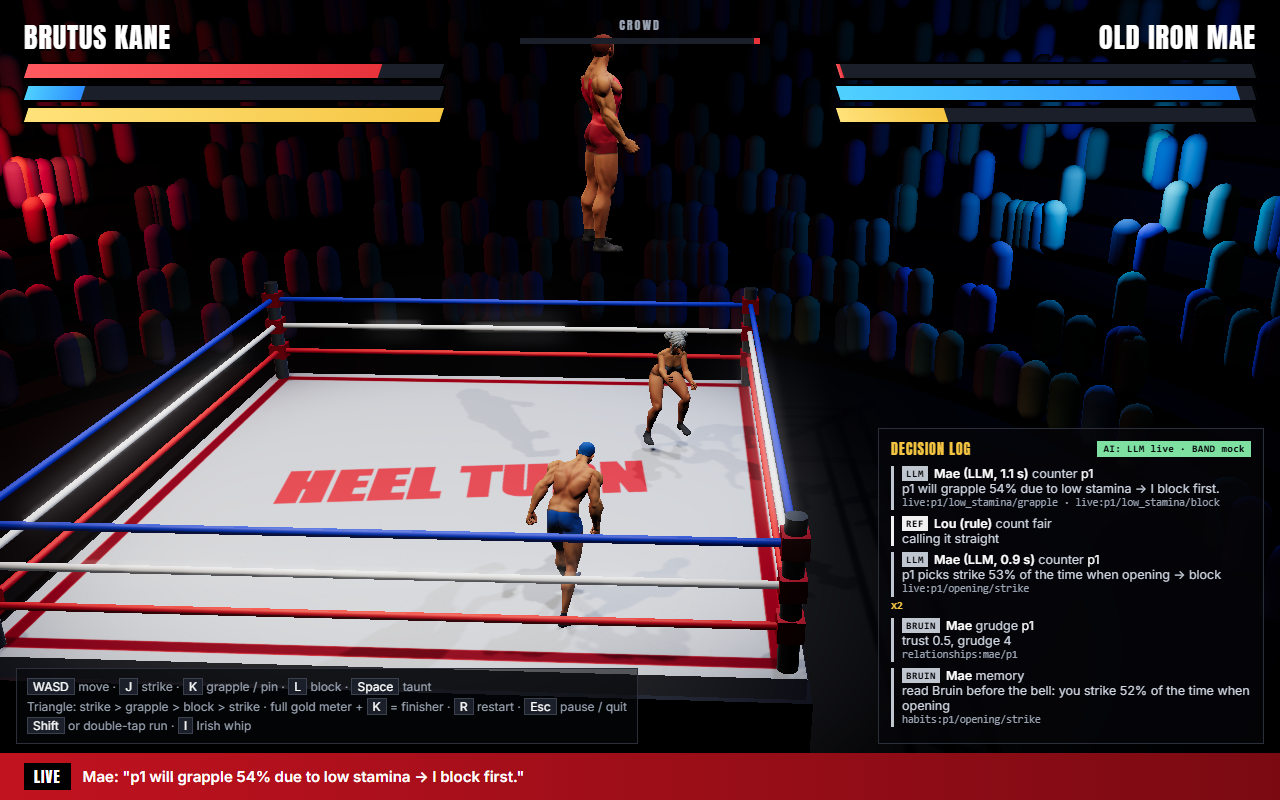 CROWD
BRUTUS KANE
OLD IRON MAE
HEEL TU N
DECISION LOG
AI: LLM live · BAND mock
LLM Mae (LLM, 1.1 s) counter p1
p1 will grapple 54% due to low stamina → I block first.
live:p1/low_stamina/grapple · live:p1/low_stamina/block
REF Lou (rule) count fair
calling it straight
LLM Mae (LLM, 0.9 s) counter p1
p1 picks strike 53% of the time when opening → block
live:p1/opening/strike
x2
BRUIN Mae grudge p1
trust 0.5, grudge 4
relationships:mae/p1
BRUIN Mae memory
read Bruin before the bell: you strike 52% of the time when
opening
habits:p1/opening/strike
WASD move · J strike · K grapple / pin · L block · Space taunt
Triangle: strike > grapple > block > strike · full gold meter + K = finisher · R restart · Esc pause / quit
Shift or double-tap run · I Irish whip
LIVE Mae: "p1 will grapple 54% due to low stamina → I block first."